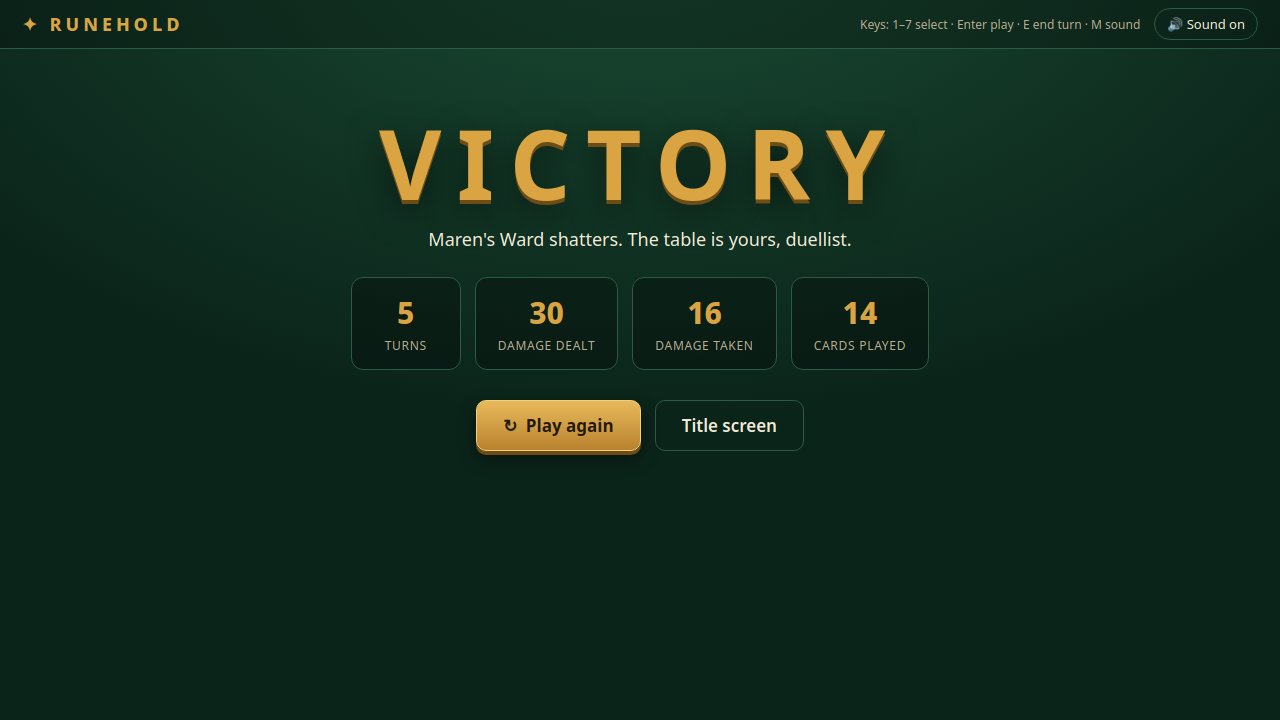 ✦ RUNEHOLD
Keys: 1–7 select · Enter play · E end turn · M sound
🔊 Sound on
VICTORY
Maren's Ward shatters. The table is yours, duellist.
5
TURNS
30
DAMAGE DEALT
16
DAMAGE TAKEN
14
CARDS PLAYED
↻ Play again
Title screen